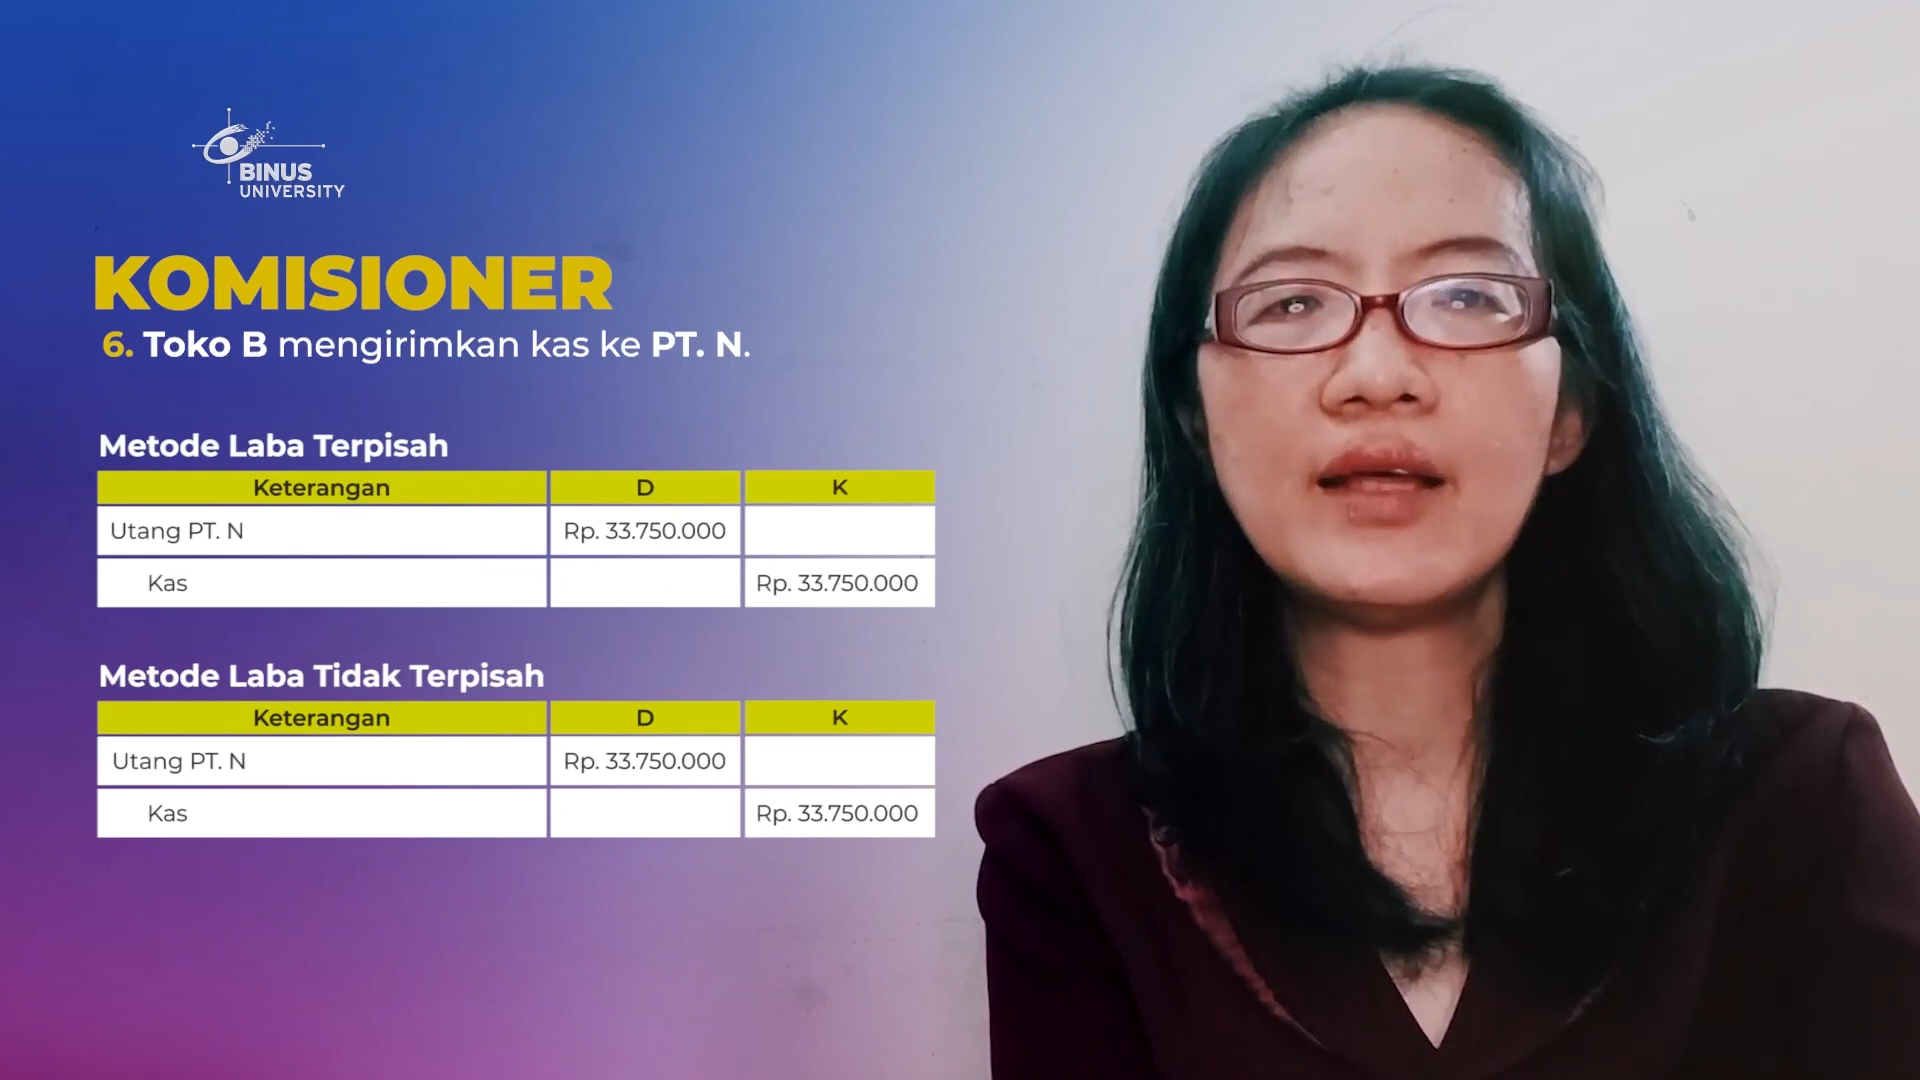 BINUS
UNIVERSITY
KOMISIONER
6. Toko B mengirimkan kas ke PT. N.
Metode Laba Terpisah
Keterangan D K
Utang PT. N Rp. 33.750.000
Kas Rp. 33.750.000
Metode Laba Tidak Terpisah
Keterangan D K
Utang PT. N Rp. 33.750.000
Kas Rp. 33.750.000